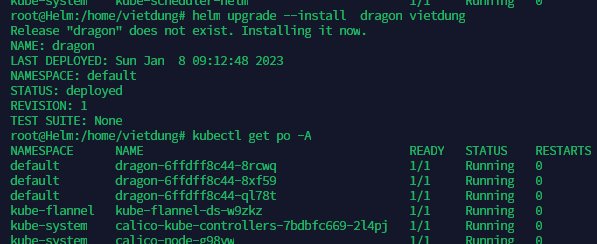 kube-system kube-scheduler-helm 1/1 Running 0
root@Helm:/home/vietdung# helm upgrade --install dragon vietdung
Release "dragon" does not exist. Installing it now.
NAME: dragon
LAST DEPLOYED: Sun Jan 8 09:12:48 2023
NAMESPACE: default
STATUS: deployed
REVISION: 1
TEST SUITE: None
root@Helm:/home/vietdung# kubectl get po -A
NAMESPACE NAME READY STATUS RESTARTS
default dragon-6ffdff8c44-8rcwq 1/1 Running 0
default dragon-6ffdff8c44-8xf59 1/1 Running 0
default dragon-6ffdff8c44-ql78t 1/1 Running 0
kube-flannel kube-flannel-ds-w9zkz 1/1 Running 0
kube-system calico-kube-controllers-7bdbfc669-2l4pj 1/1 Running 0
kube-system calico-node-g98vw 1/1 Running 0